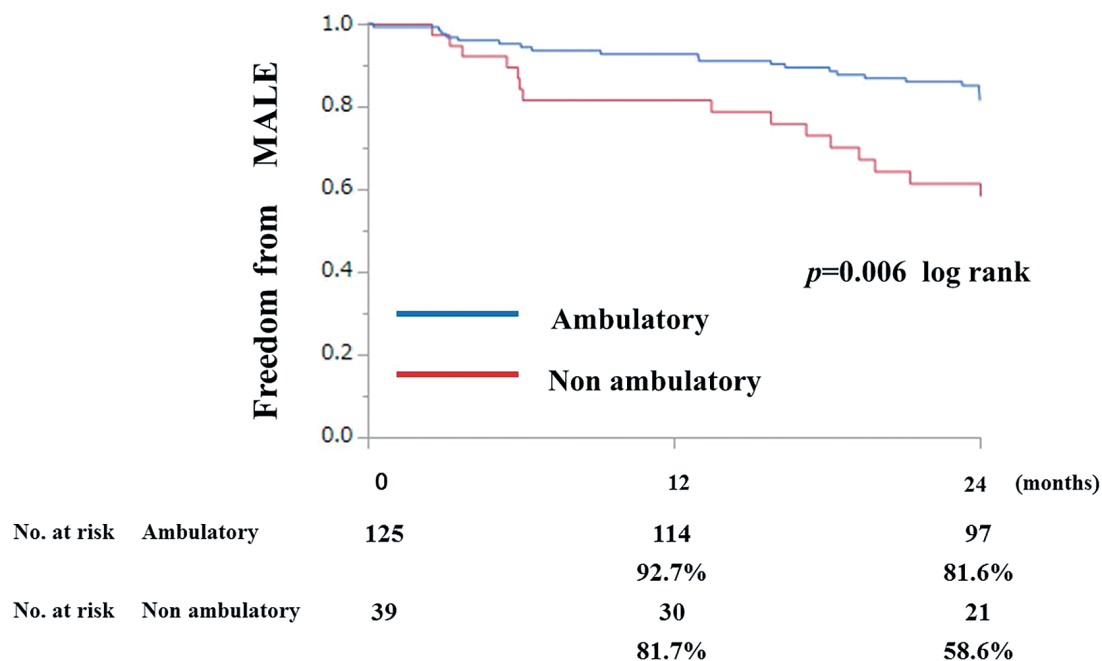 Freedom from MALE
1.0
0.8
0.6
0.4
0.2
0.0
p=0.006 log rank
Ambulatory
Non ambulatory
0 12 24 (months)
No. at risk Ambulatory 125 114 97
92.7% 81.6%
No. at risk Non ambulatory 39 30 21
81.7% 58.6%